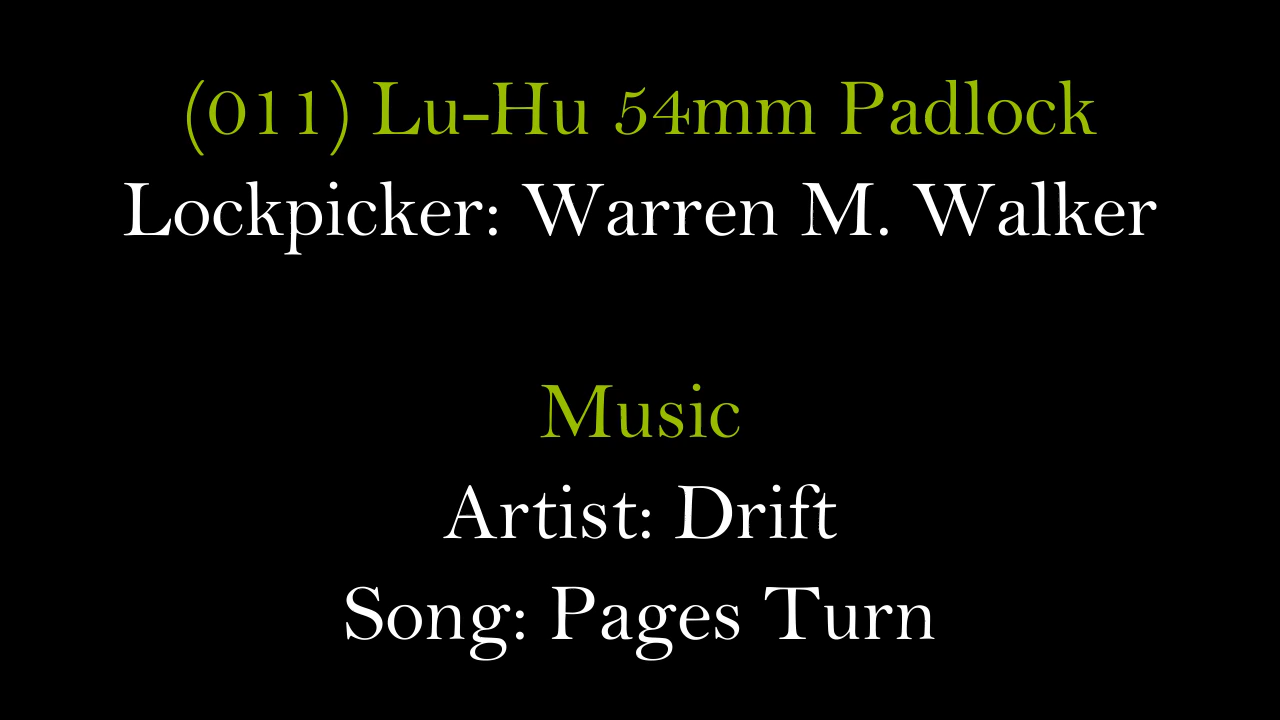 (011) Lu-Hu 54mm Padlock
Lockpicker: Warren M. Walker
Music
Artist: Drift
Song: Pages Turn